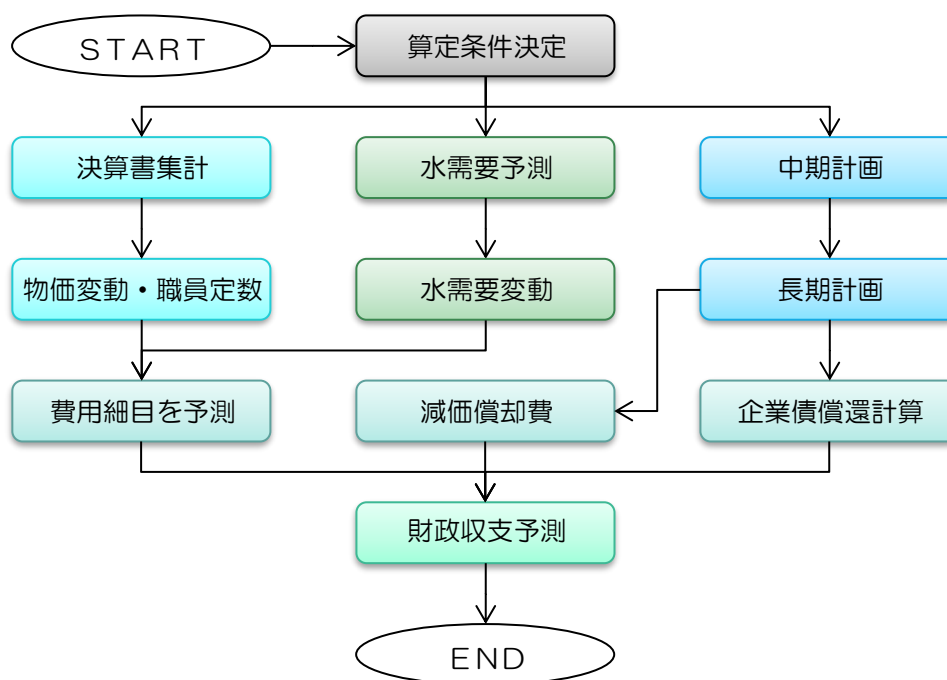 ＳＴＡＲＴ
算定条件決定
決算書集計
水需要予測
中期計画
物価変動・職員定数
水需要変動
長期計画
費用細目を予測
減価償却費
企業債償還計算
財政収支予測
ＥＮＤ